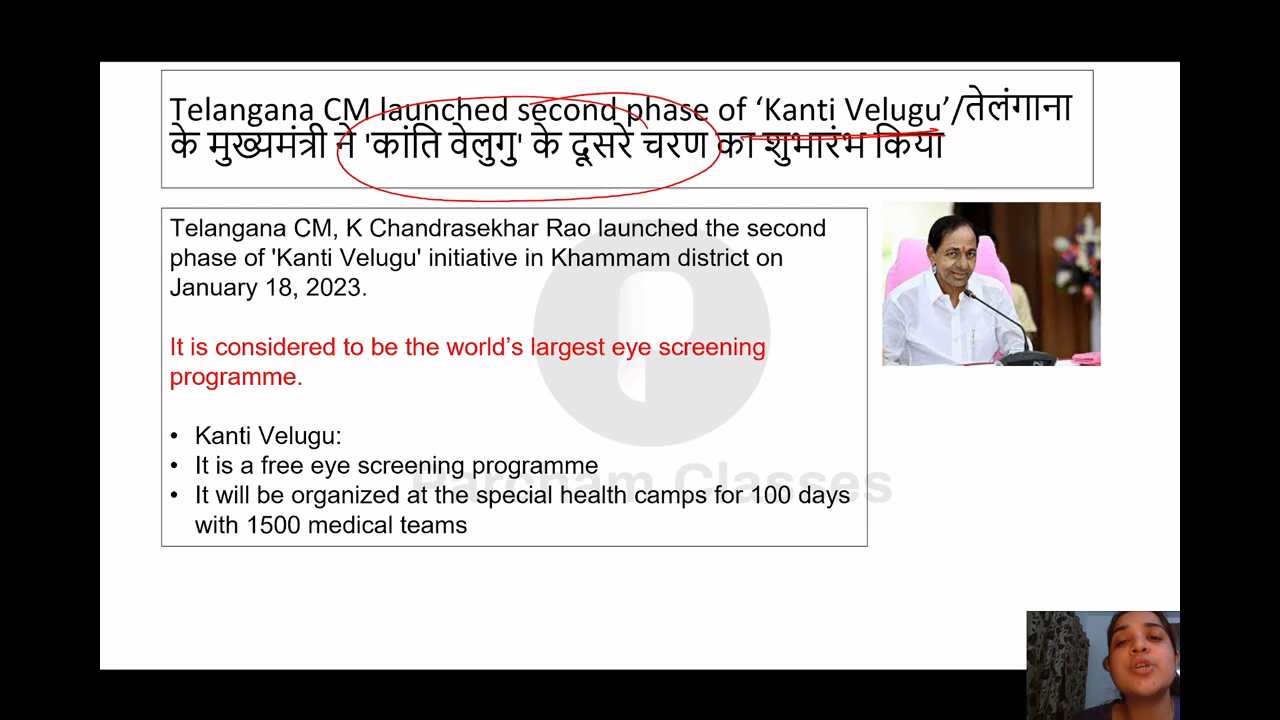 Telangana CM launched second phase of ‘Kanti Velugu’/तेलंगाना
के मुख्यमंत्री ने 'कांति वेलुगु' के दूसरे चरण का शुभारंभ किया
Telangana CM, K Chandrasekhar Rao launched the second
phase of 'Kanti Velugu' initiative in Khammam district on
January 18, 2023.
It is considered to be the world’s largest eye screening
programme.
• Kanti Velugu:
• It is a free eye screening programme
• It will be organized at the special health camps for 100 days
with 1500 medical teams
Parcham Classes